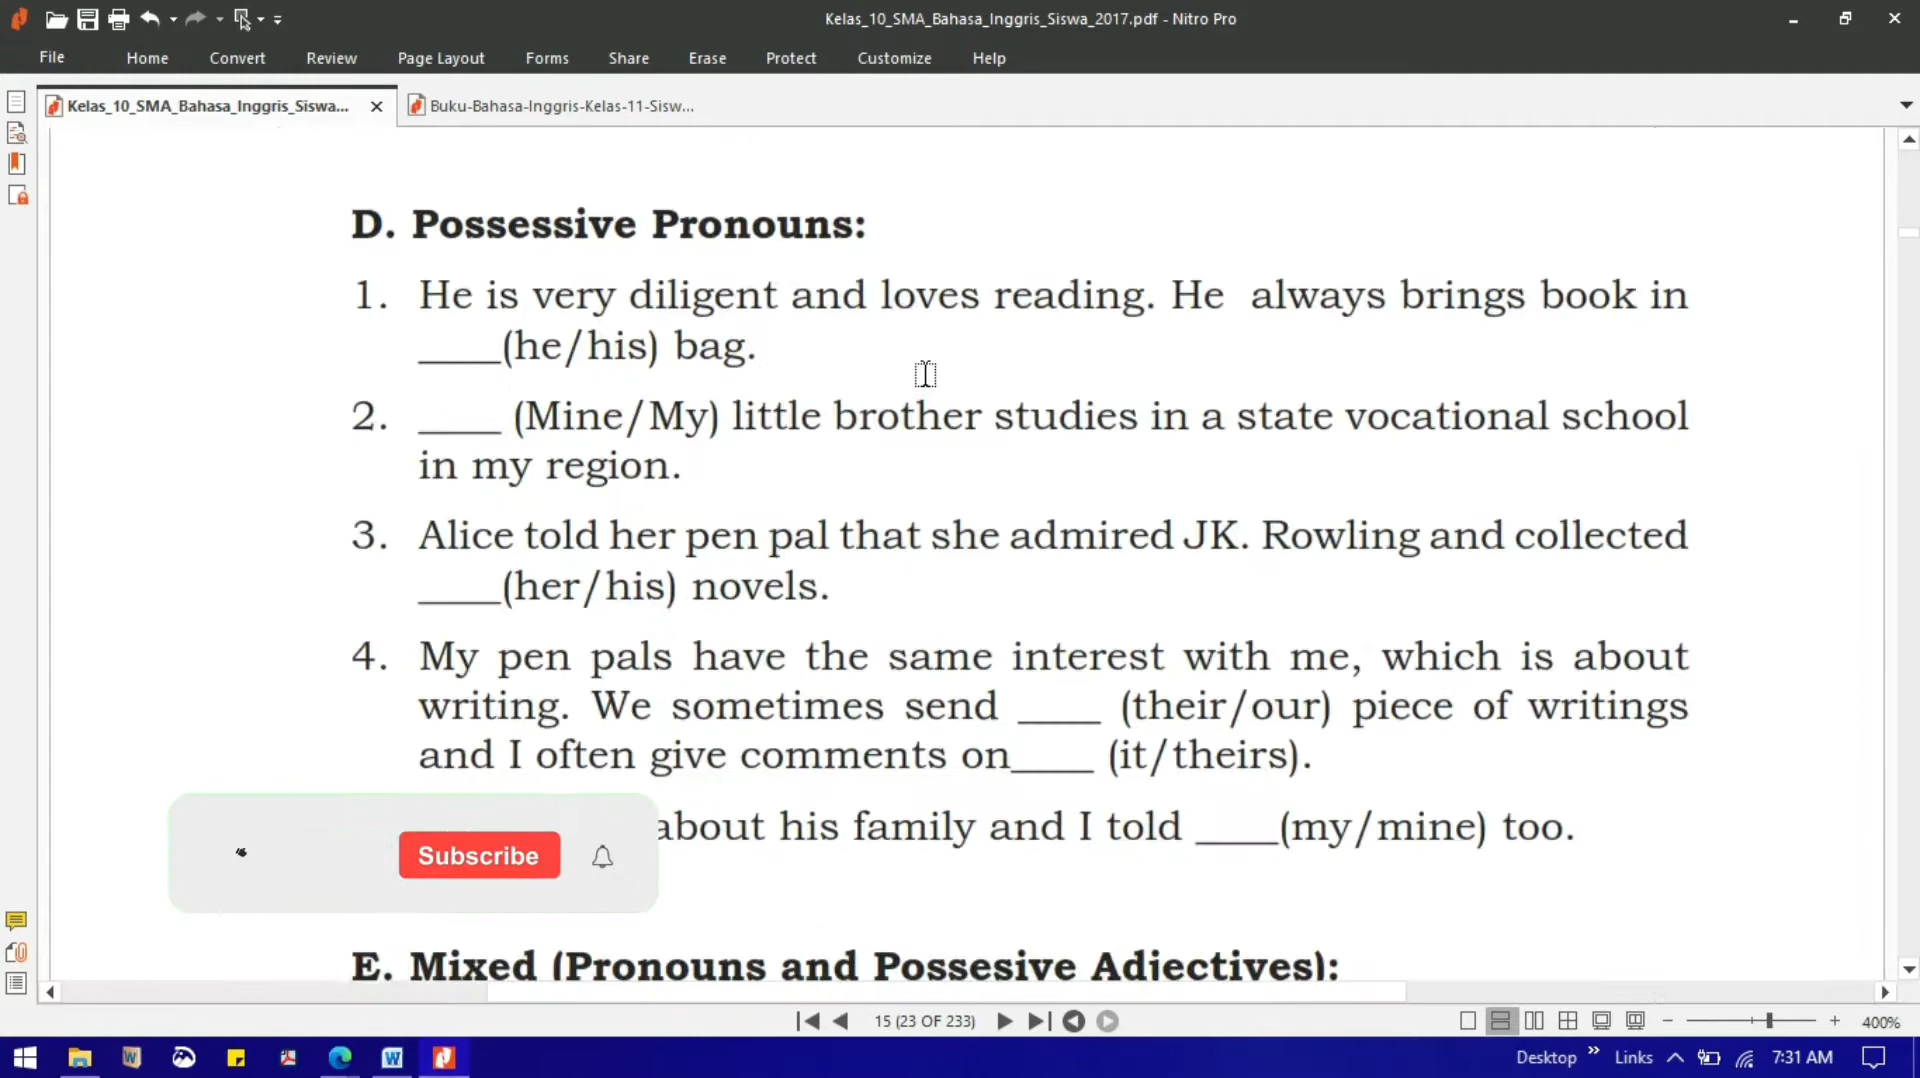 Kelas_10_SMA_Bahasa_Inggris_Siswa_2017.pdf - Nitro Pro
File Home Convert Review Page Layout Forms Share Erase Protect Customize Help
Kelas_10_SMA_Bahasa_Inggris_Siswa... Buku-Bahasa-Inggris-Kelas-11-Sisw...
D. Possessive Pronouns:
1. He is very diligent and loves reading. He always brings book in
____(he/his) bag.
2. ____ (Mine/My) little brother studies in a state vocational school
in my region.
3. Alice told her pen pal that she admired JK. Rowling and collected
____(her/his) novels.
4. My pen pals have the same interest with me, which is about
writing. We sometimes send ____ (their/our) piece of writings
and I often give comments on____ (it/theirs).
about his family and I told ____(my/mine) too.
Subscribe
E. Mixed (Pronouns and Possesive Adjectives):
15 (23 OF 233) 400%
Desktop Links 7:31 AM